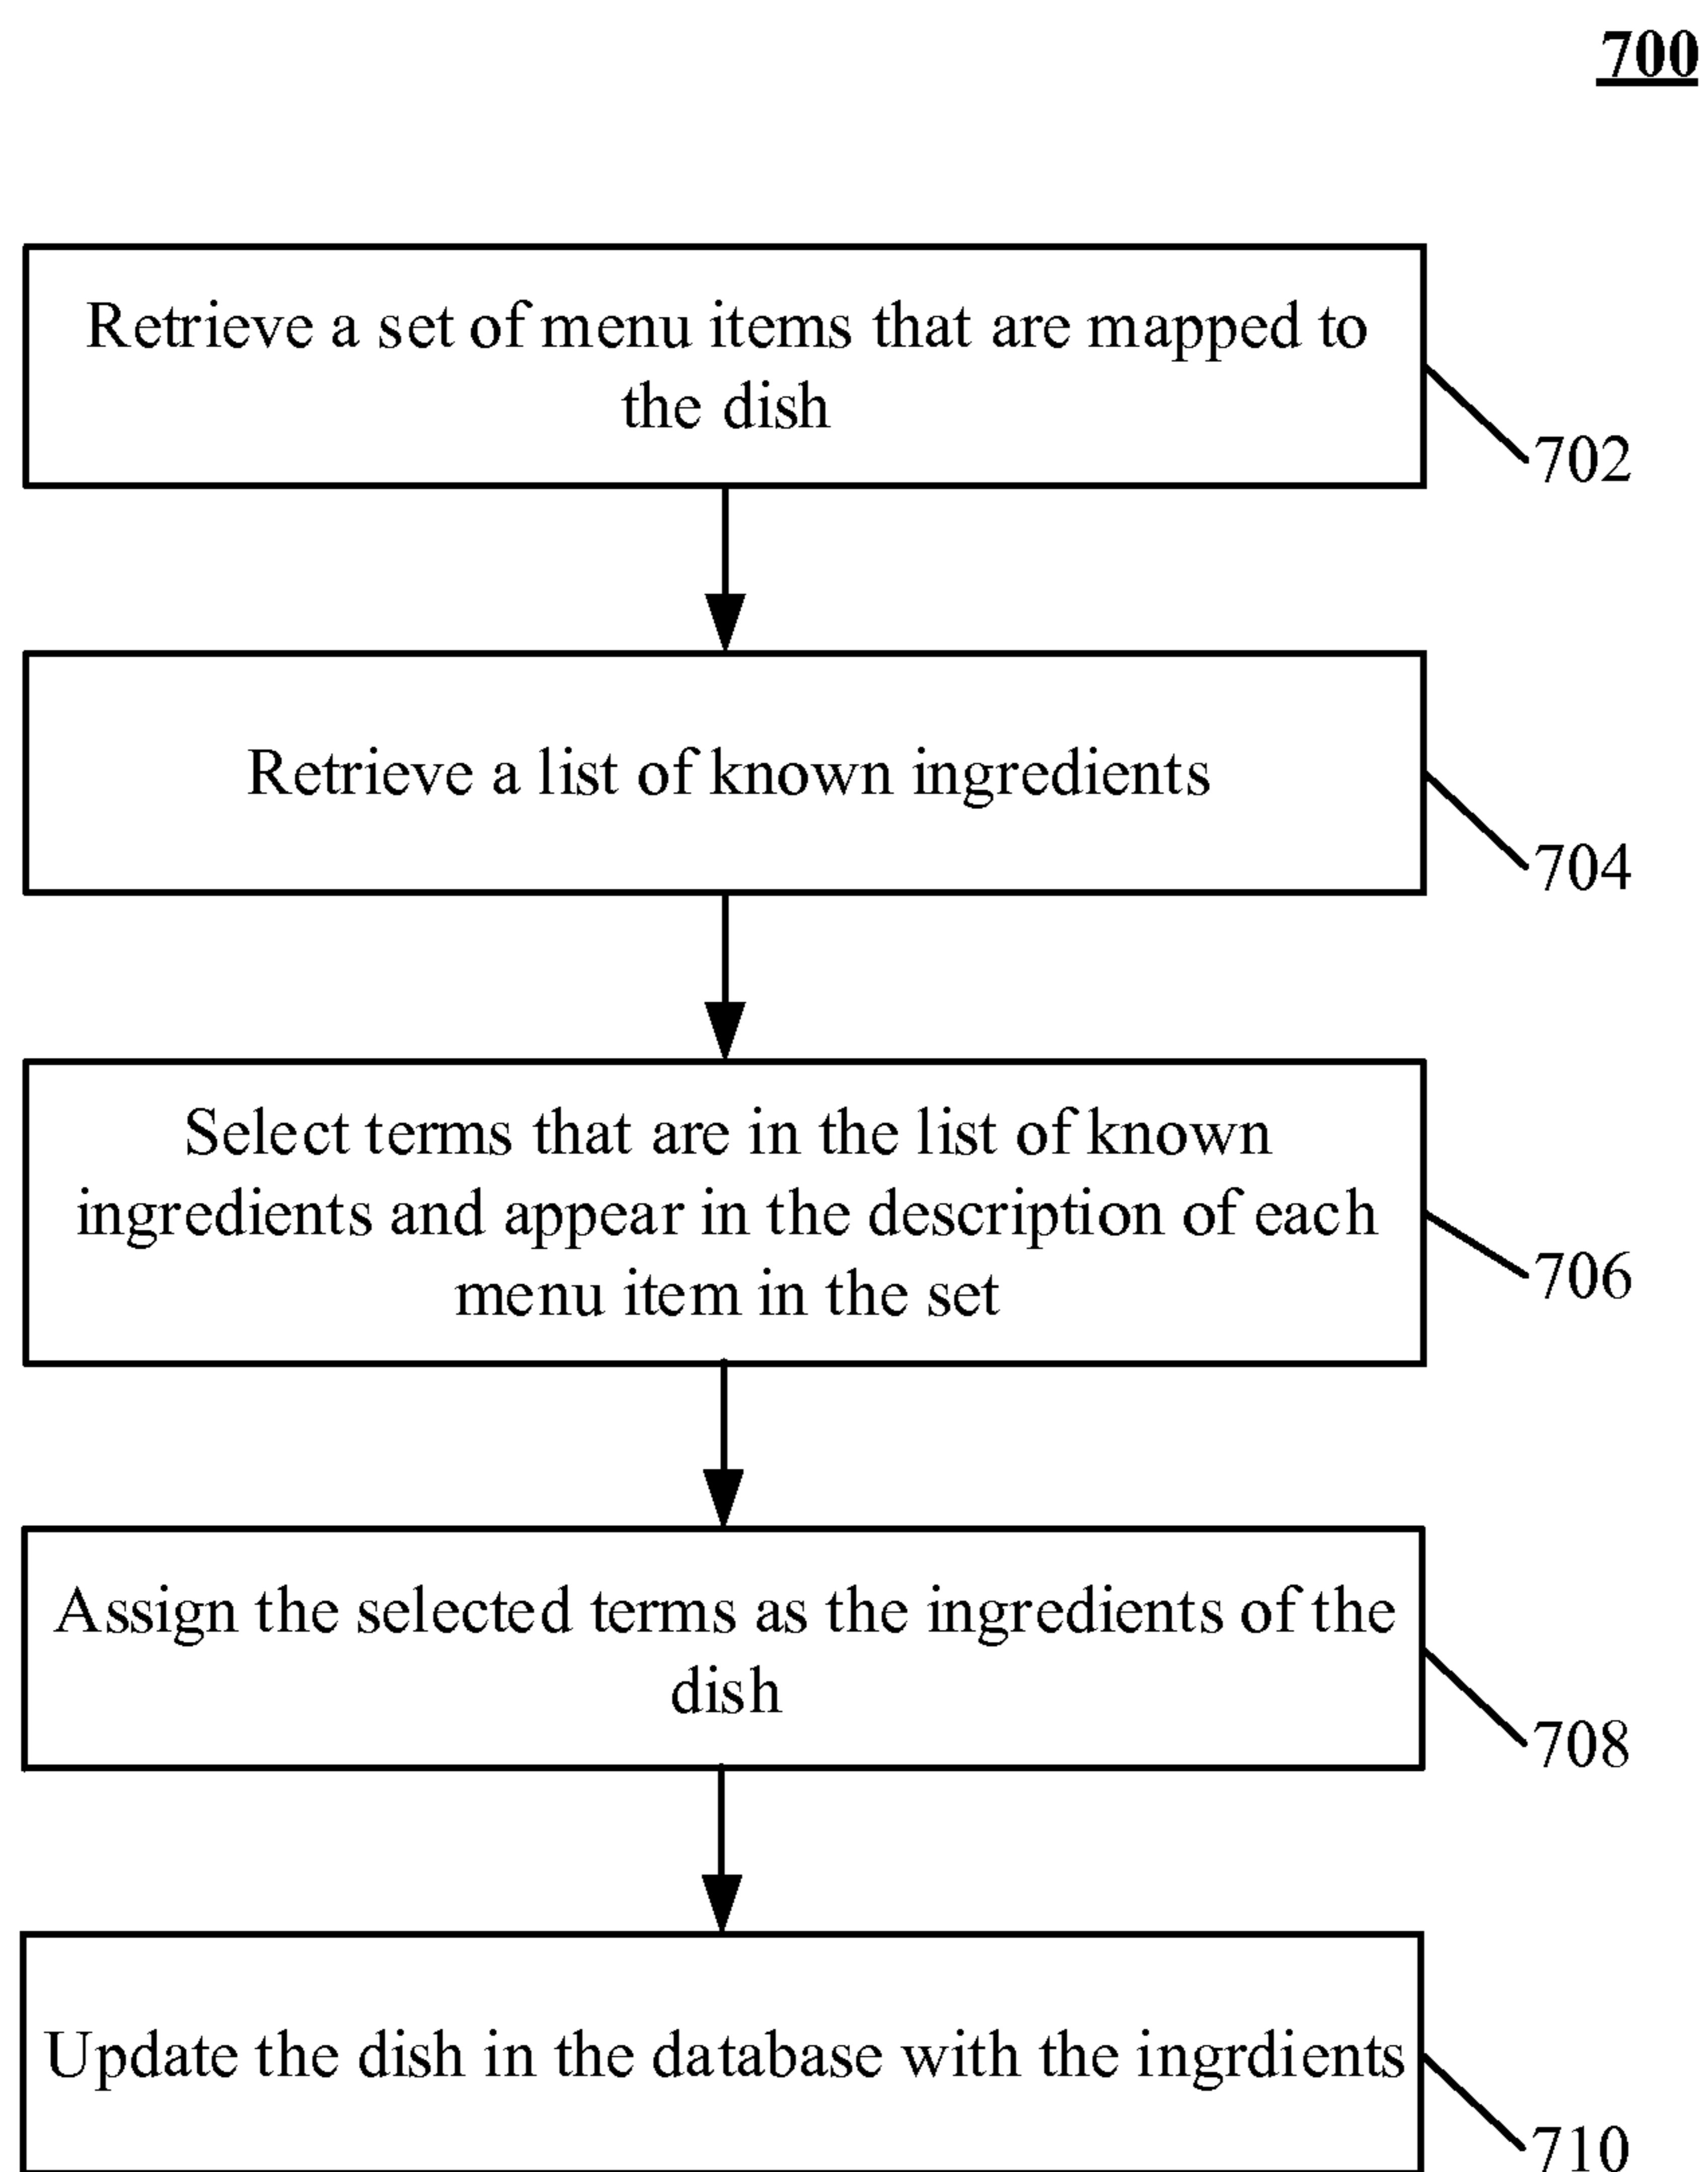 700
Retrieve a set of menu items that are mapped to
the dish
702
Retrieve a list of known ingredients
704
Select terms that are in the list of known
ingredients and appear in the description of each
menu item in the set
706
Assign the selected terms as the ingredients of the
dish
708
Update the dish in the database with the ingrdients
710